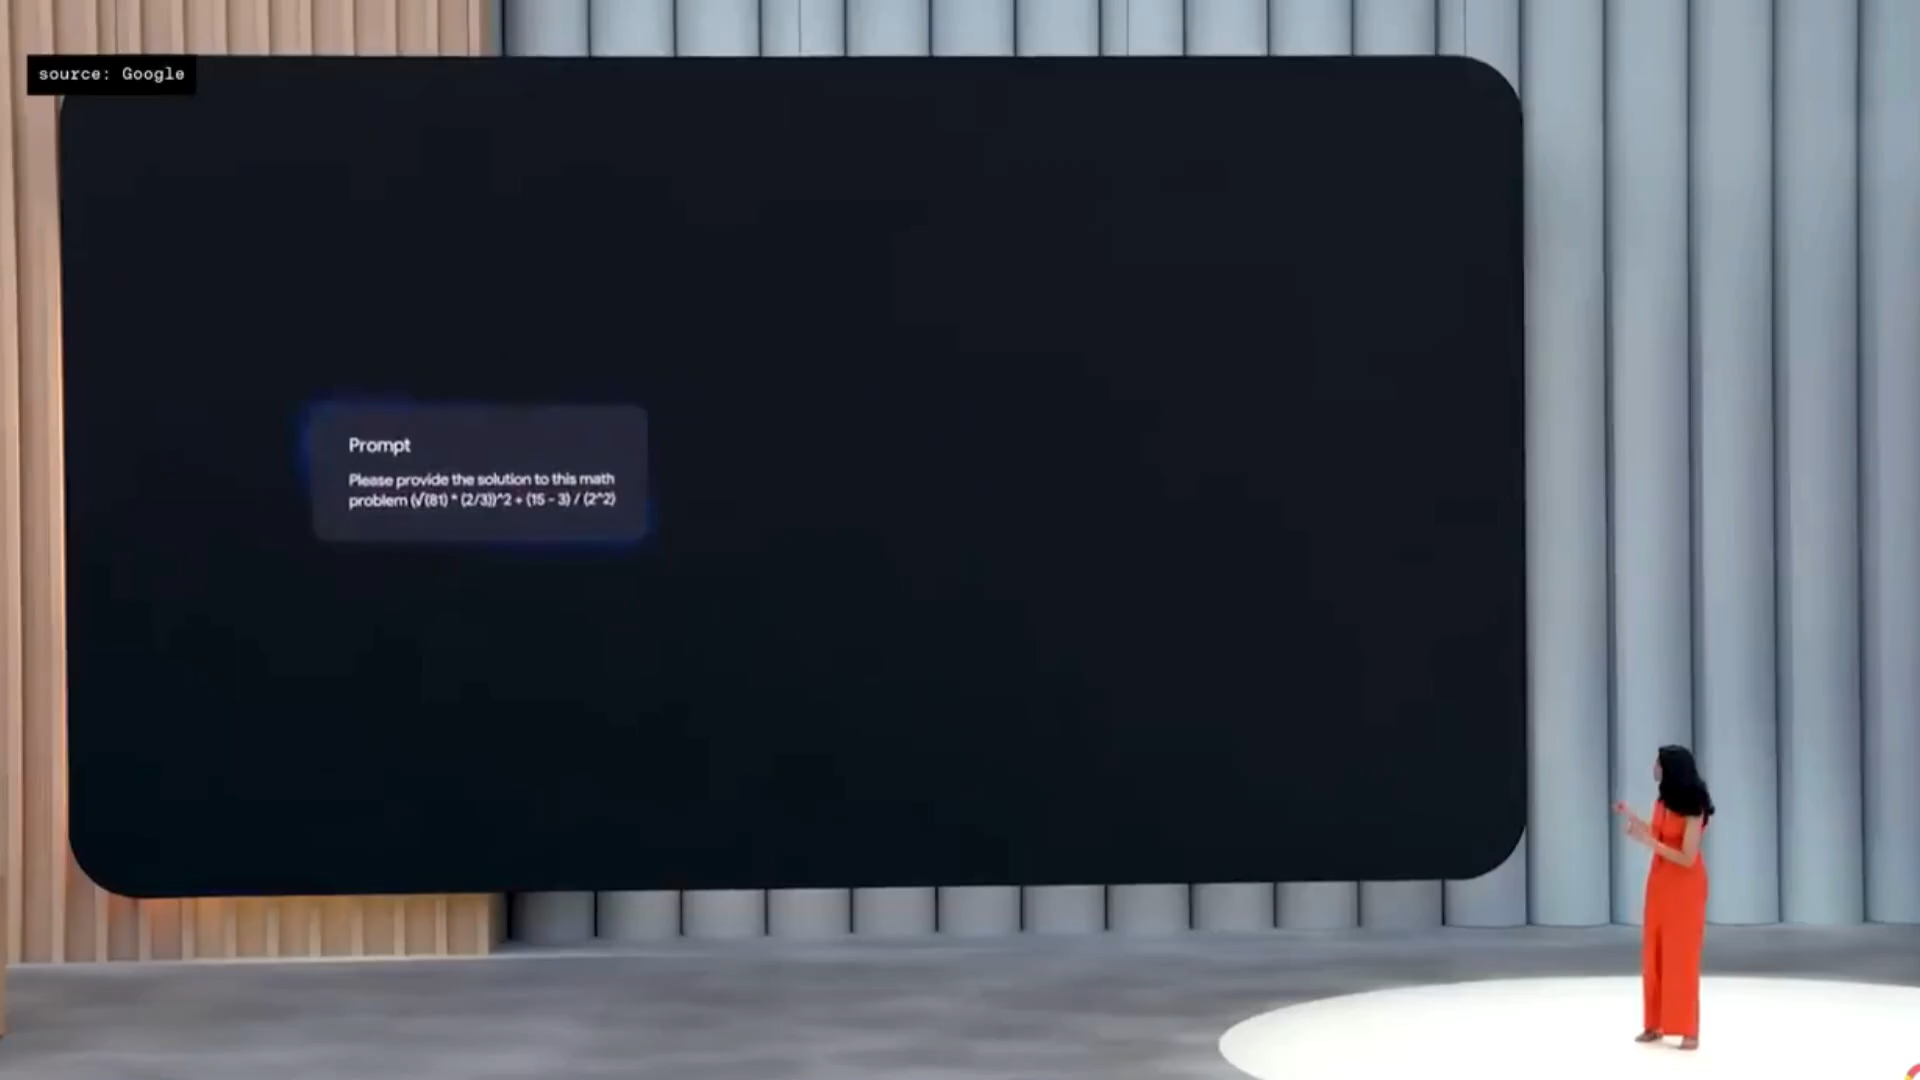 source: Google
Prompt
Please provide the solution to this math
problem (√(81) * (2/3))^2 + (15 - 3) / (2^2)